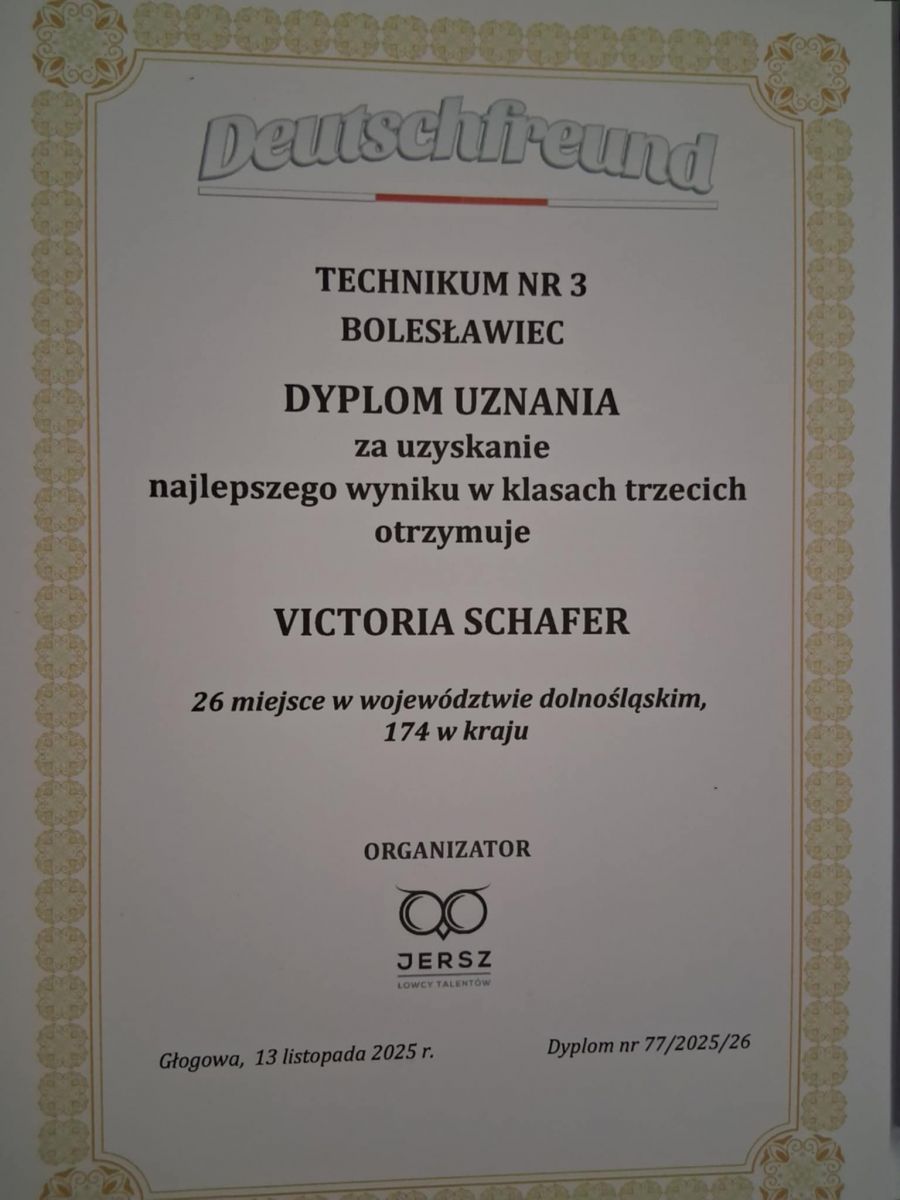 Deutschfreund
TECHNIKUM NR 3
BOLESŁAWIEC
DYPLOM UZNANIA
za uzyskanie
najlepszego wyniku w klasach trzecich
otrzymuje
VICTORIA SCHAFER
26 miejsce w województwie dolnośląskim,
174 w kraju
ORGANIZATOR
JERSZ
ŁOWCY TALENTÓW
Głogowa, 13 listopada 2025 r.
Dyplom nr 77/2025/26